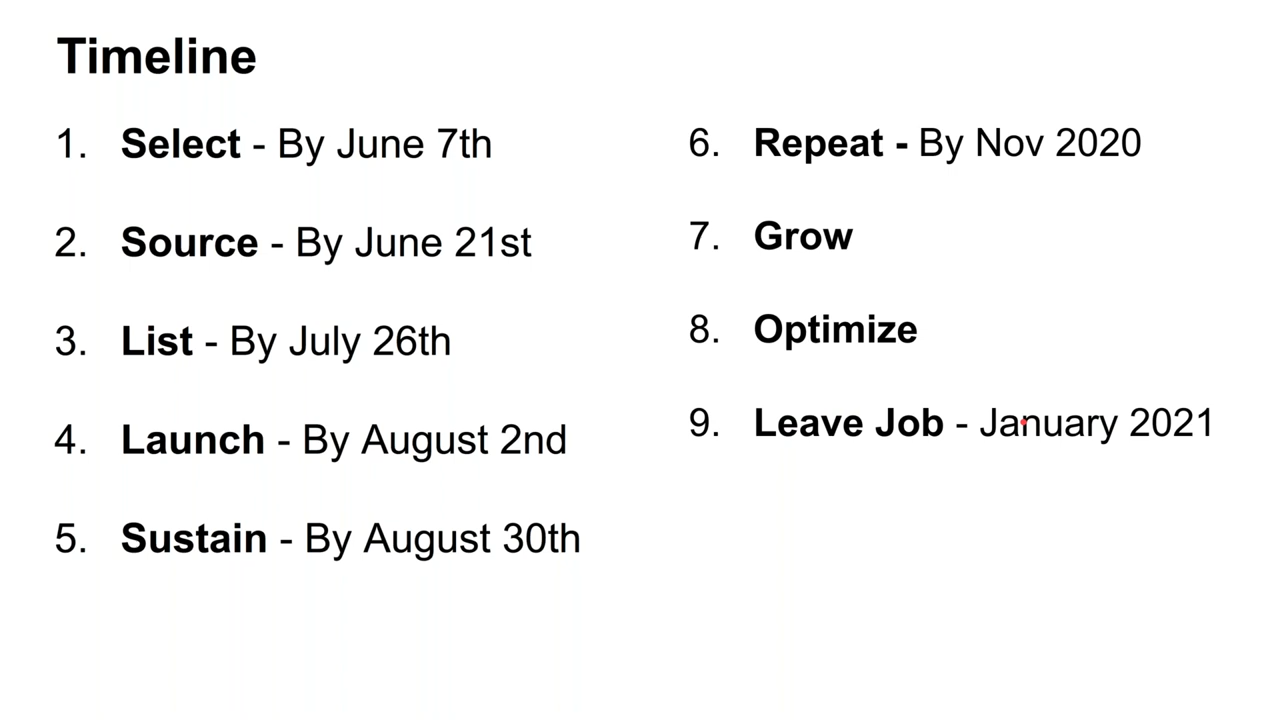 Timeline
1. Select - By June 7th
2. Source - By June 21st
3. List - By July 26th
4. Launch - By August 2nd
5. Sustain - By August 30th
6. Repeat - By Nov 2020
7. Grow
8. Optimize
9. Leave Job - January 2021